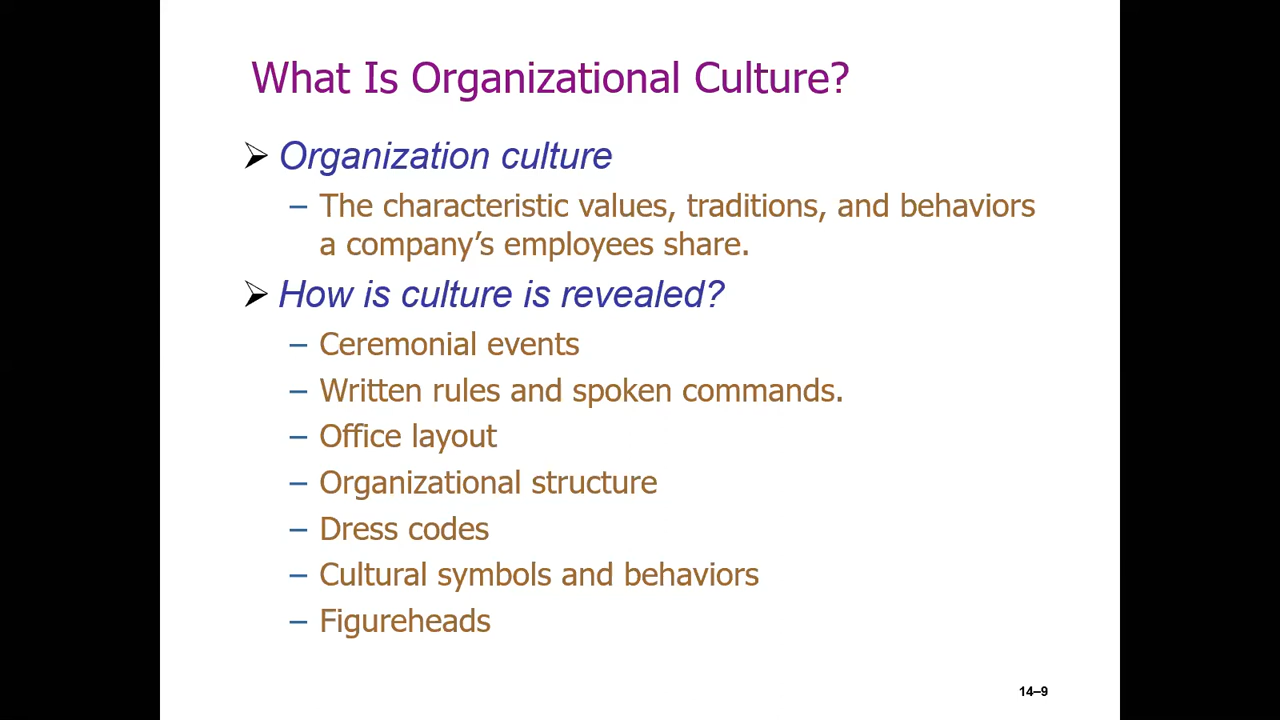 What Is Organizational Culture?
➢ Organization culture
– The characteristic values, traditions, and behaviors
a company’s employees share.
➢ How is culture is revealed?
– Ceremonial events
– Written rules and spoken commands.
– Office layout
– Organizational structure
– Dress codes
– Cultural symbols and behaviors
– Figureheads
14–9